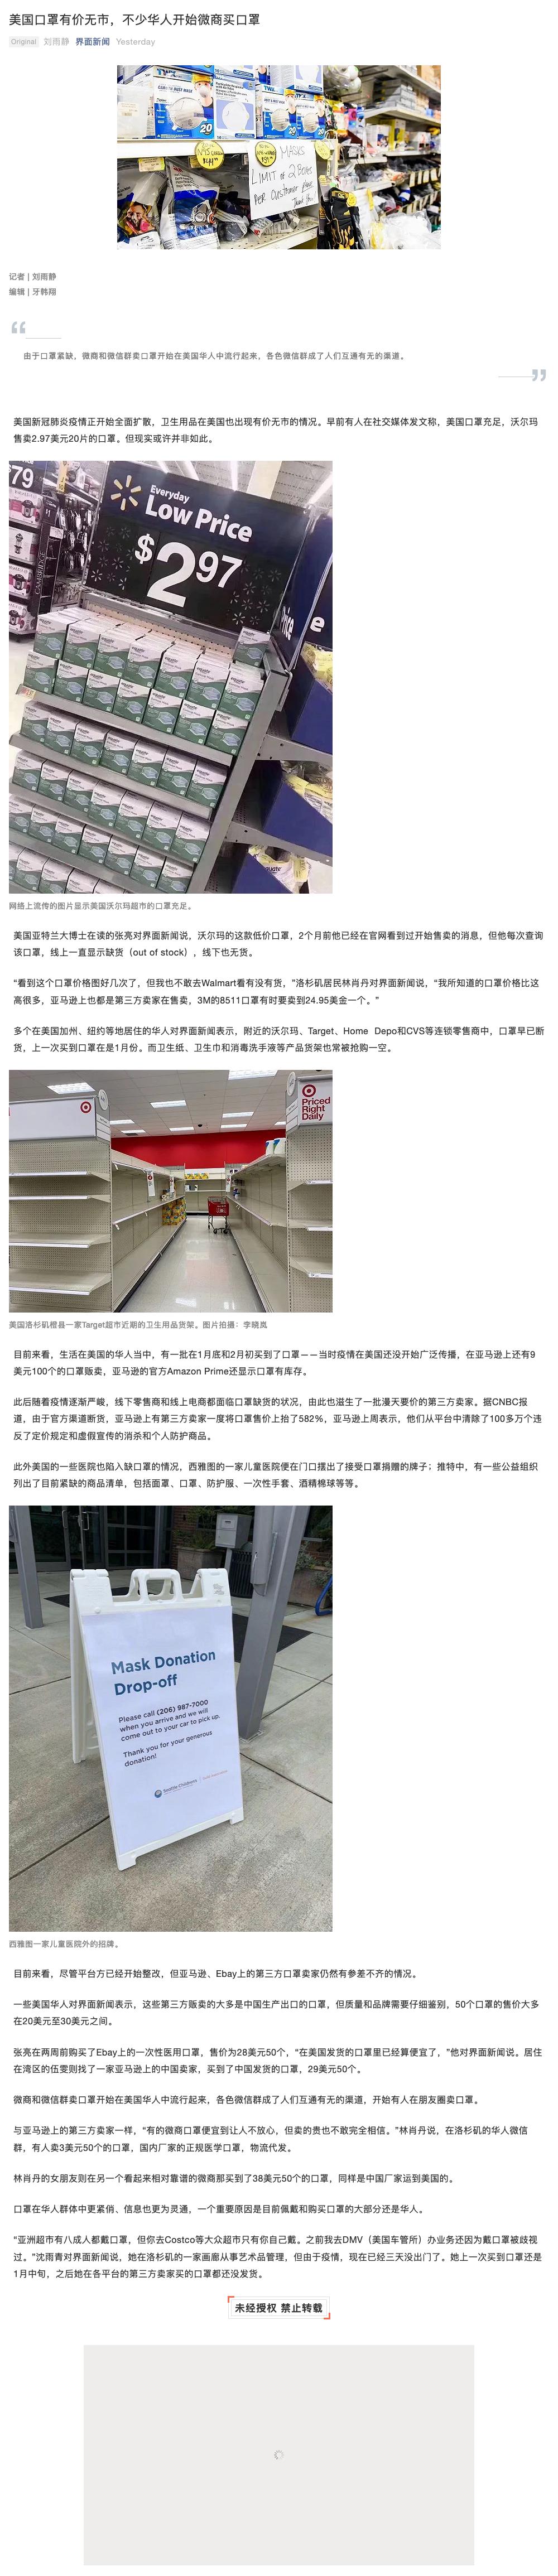 美国口罩有价无市，不少华人开始微商买口罩
Original 刘雨静 界面新闻 Yesterday
20
20
N95
MASKS
LIMIT OF 2 Boxes
Per Customer Please
Thank you!
记者 | 刘雨静
编辑 | 牙韩翔
由于口罩紧缺，微商和微信群卖口罩开始在美国华人中流行起来，各色微信群成了人们互通有无的渠道。
美国新冠肺炎疫情正开始全面扩散，卫生用品在美国也出现有价无市的情况。早前有人在社交媒体发文称，美国口罩充足，沃尔玛
售卖2.97美元20片的口罩。但现实或许并非如此。
79
Everyday
Low Price
$2.97
Price
网络上流传的图片显示美国沃尔玛超市的口罩充足。
美国亚特兰大博士在读的张亮对界面新闻说，沃尔玛的这款低价口罩，2个月前他已经在官网看到过开始售卖的消息，但他每次查询
该口罩，线上一直显示缺货（out of stock），线下也无货。
“看到这个口罩价格图好几次了，但我也不敢去Walmart看有没有货，”洛杉矶居民林肖丹对界面新闻说，“我所知道的口罩价格比这
高很多，亚马逊上也都是第三方卖家在售卖，3M的8511口罩有时要卖到24.95美金一个。”
多个在美国加州、纽约等地居住的华人对界面新闻表示，附近的沃尔玛、Target、Home Depo和CVS等连锁零售商中，口罩早已断
货，上一次买到口罩在是1月份。而卫生纸、卫生巾和消毒洗手液等产品货架也常被抢购一空。
Priced
Right
Daily
美国洛杉矶橙县一家Target超市近期的卫生用品货架。图片拍摄：李晓岚
目前来看，生活在美国的华人当中，有一批在1月底和2月初买到了口罩——当时疫情在美国还没开始广泛传播，在亚马逊上还有9
美元100个的口罩贩卖，亚马逊的官方Amazon Prime还显示口罩有库存。
此后随着疫情逐渐严峻，线下零售商和线上电商都面临口罩缺货的状况，由此也滋生了一批漫天要价的第三方卖家。据CNBC报
道，由于官方渠道断货，亚马逊上有第三方卖家一度将口罩售价上抬了582%，亚马逊上周表示，他们从平台中清除了100多万个违
反了定价规定和虚假宣传的消杀和个人防护商品。
此外美国的一些医院也陷入缺口罩的情况，西雅图的一家儿童医院便在门口摆出了接受口罩捐赠的牌子；推特中，有一些公益组织
列出了目前紧缺的商品清单，包括面罩、口罩、防护服、一次性手套、酒精棉球等等。
Mask Donation
Drop-off
Please call (206) 987-7000
when you arrive and we will
come out to your car to pick up.
Thank you for your generous
donation!
Seattle Children's
西雅图一家儿童医院外的招牌。
目前来看，尽管平台方已经开始整改，但亚马逊、Ebay上的第三方口罩卖家仍然有参差不齐的情况。
一些美国华人对界面新闻表示，这些第三方贩卖的大多是中国生产出口的口罩，但质量和品牌需要仔细鉴别，50个口罩的售价大多
在20美元至30美元之间。
张亮在两周前购买了Ebay上的一次性医用口罩，售价为28美元50个，“在美国发货的口罩里已经算便宜了，”他对界面新闻说。居住
在湾区的伍雯则找了一家亚马逊上的中国卖家，买到了中国发货的口罩，29美元50个。
微商和微信群卖口罩开始在美国华人中流行起来，各色微信群成了人们互通有无的渠道，开始有人在朋友圈卖口罩。
与亚马逊上的第三方卖家一样，“有的微商口罩便宜到让人不放心，但卖的贵也不敢完全相信。”林肖丹说，在洛杉矶的华人微信
群，有人卖3美元50个的口罩，国内厂家的正规医学口罩，物流代发。
林肖丹的女朋友则在另一个看起来相对靠谱的微商那买到了38美元50个的口罩，同样是中国厂家运到美国的。
口罩在华人群体中更紧俏、信息也更为灵通，一个重要原因是目前佩戴和购买口罩的大部分还是华人。
“亚洲超市有八成人都戴口罩，但你去Costco等大众超市只有你自己戴。之前我去DMV（美国车管所）办业务还因为戴口罩被歧视
过。”沈雨青对界面新闻说，她在洛杉矶的一家画廊从事艺术品管理，但由于疫情，现在已经三天没出门了。她上一次买到口罩还是
1月中旬，之后她在各平台的第三方卖家买的口罩都还没发货。
未经授权 禁止转载